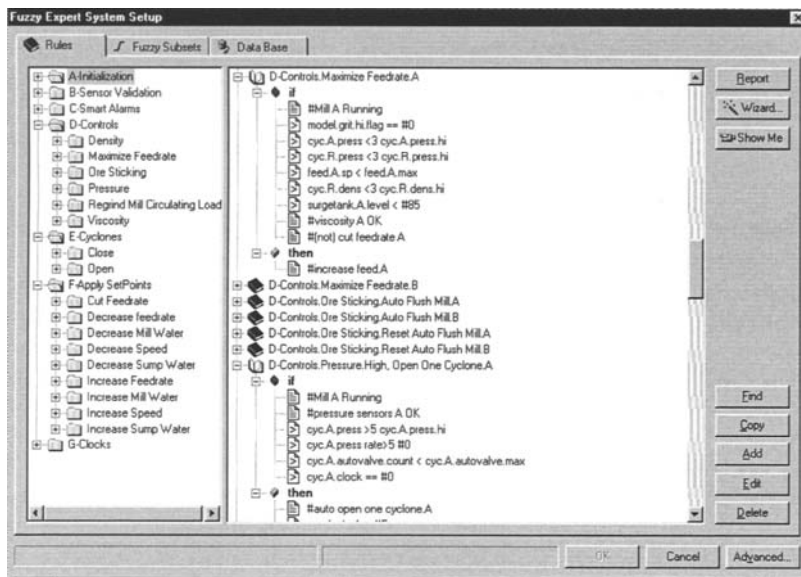 Fuzzy Expert System Setup
Rules
Fuzzy Subsets
Data Base
A-Initialization
B-Sensor Validation
C-Smart Alarms
D-Controls
Density
Maximize Feedrate
Ore Sticking
Pressure
Regrind Mill Circulating Load
Viscosity
E-Cyclones
Close
Open
F-Apply SetPoints
Cut Feedrate
Decrease feedrate
Decrease Mill Water
Decrease Speed
Decrease Sump Water
Increase Feedrate
Increase Mill Water
Increase Speed
Increase Sump Water
G-Clocks
D-Controls.Maximize Feedrate.A
if
#Mill A Running
model.grit.hi.flag == #0
cyc.A.press <3 cyc.A.press.hi
cyc.R.press <3 cyc.R.press.hi
feed.A.sp < feed.A.max
cyc.R.dens <3 cyc.R.dens.hi
surgetank.A.level < #85
#viscosity A OK
#(not) cut feedrate A
then
#increase feed.A
D-Controls.Maximize Feedrate.B
D-Controls.Ore Sticking.Auto Flush Mill.A
D-Controls.Ore Sticking.Auto Flush Mill.B
D-Controls.Ore Sticking.Reset Auto Flush Mill.A
D-Controls.Ore Sticking.Reset Auto Flush Mill.B
D-Controls.Pressure.High, Open One Cyclone.A
if
#Mill A Running
#pressure sensors A OK
cyc.A.press >5 cyc.A.press.hi
cyc.A.press rate>5 #0
cyc.A.autovalve.count < cyc.A.autovalve.max
cyc.A.clock == #0
then
#auto open one cyclone.A
Report
Wizard...
Show Me
Find
Copy
Add
Edit
Delete
OK
Cancel
Advanced...